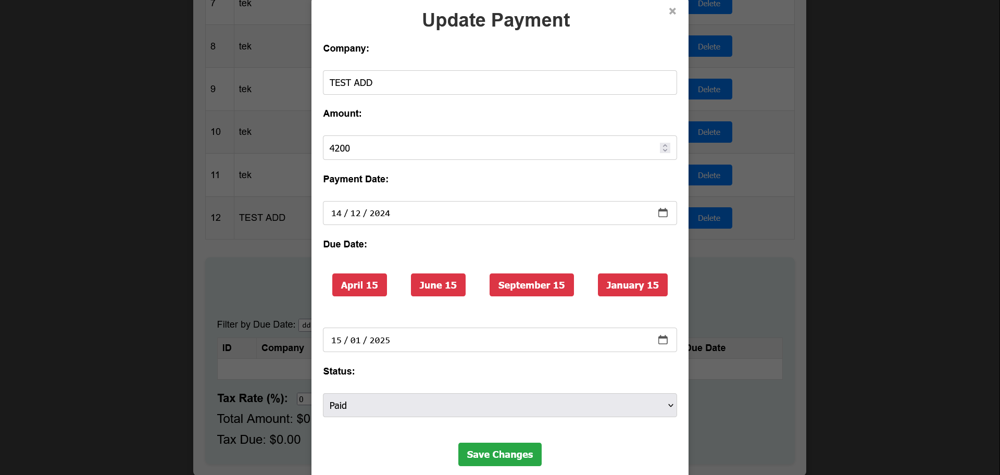 7 tek Delete
×
Update Payment
Company:
8 tek Delete
TEST ADD
9 tek Delete
Amount:
10 tek Delete
4200
11 tek Delete
Payment Date:
14 / 12 / 2024
12 TEST ADD Delete
Due Date:
April 15 June 15 September 15 January 15
Filter by Due Date: dd
15 / 01 / 2025
ID Company Due Date
Status:
Tax Rate (%): 0
Paid
Total Amount: $0
Tax Due: $0.00
Save Changes